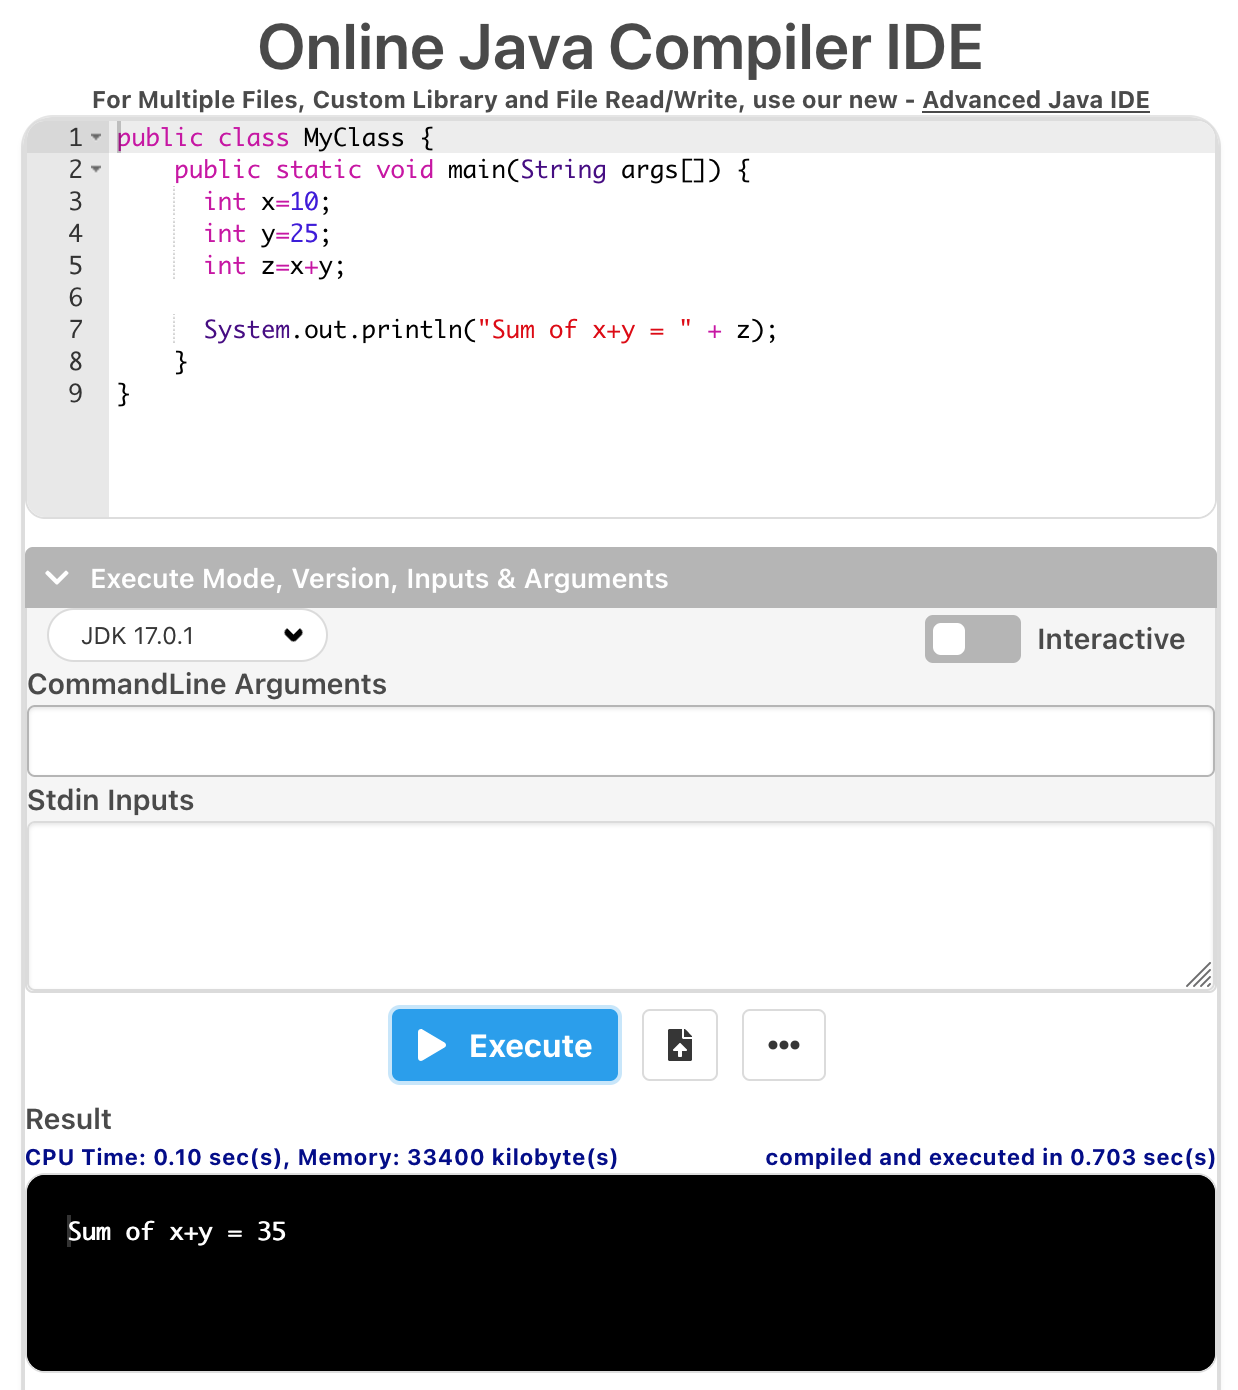 Online Java Compiler IDE
For Multiple Files, Custom Library and File Read/Write, use our new - Advanced Java IDE
1 public class MyClass {
2     public static void main(String args[]) {
3       int x=10;
4       int y=25;
5       int z=x+y;
6
7       System.out.println("Sum of x+y = " + z);
8     }
9 }
Execute Mode, Version, Inputs & Arguments
JDK 17.0.1 Interactive
CommandLine Arguments
Stdin Inputs
Execute
Result
CPU Time: 0.10 sec(s), Memory: 33400 kilobyte(s) compiled and executed in 0.703 sec(s)
Sum of x+y = 35